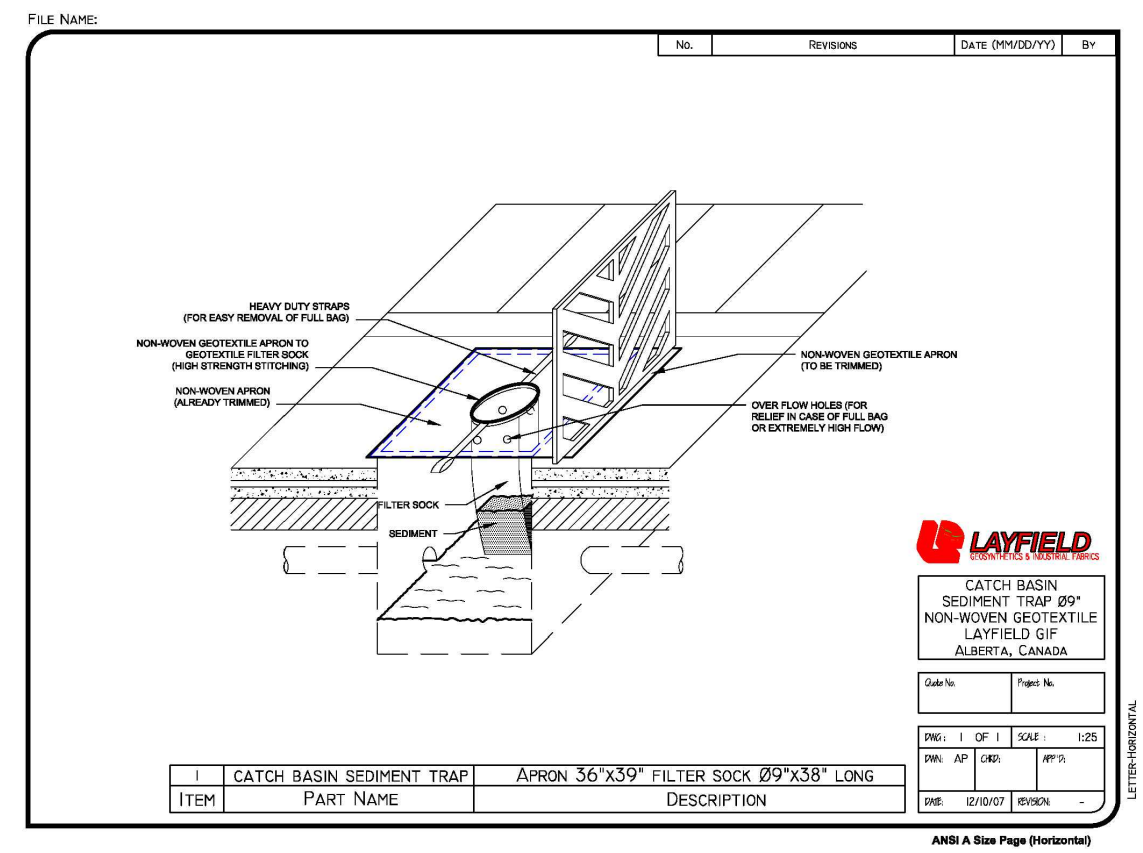 FILE NAME:
NO. REVISIONS DATE (MM/DD/YY) BY
HEAVY DUTY STRAPS
(FOR EASY REMOVAL OF FULL BAG)
NON-WOVEN GEOTEXTILE APRON TO
GEOTEXTILE FILTER SOCK
(HIGH STRENGTH STITCHING)
NON-WOVEN APRON
(ALREADY TRIMMED)
NON-WOVEN GEOTEXTILE APRON
(TO BE TRIMMED)
OVER FLOW HOLES (FOR
RELIEF IN CASE OF FULL BAG
OR EXTREMELY HIGH FLOW)
FILTER SOCK
SEDIMENT
LAYFIELD
GEOSYNTHETICS & INDUSTRIAL FABRICS
CATCH BASIN
SEDIMENT TRAP Ø9"
NON-WOVEN GEOTEXTILE
LAYFIELD GIF
ALBERTA, CANADA
Quote No. Project No.
DWG: 1 OF 1 SCALE : 1:25
DWN: AP CHKD: APP'D:
DATE: 12/10/07 REVISION: -
1 CATCH BASIN SEDIMENT TRAP APRON 36"X39" FILTER SOCK Ø9"X38" LONG
ITEM PART NAME DESCRIPTION
LETTER-HORIZONTAL
ANSI A Size Page (Horizontal)